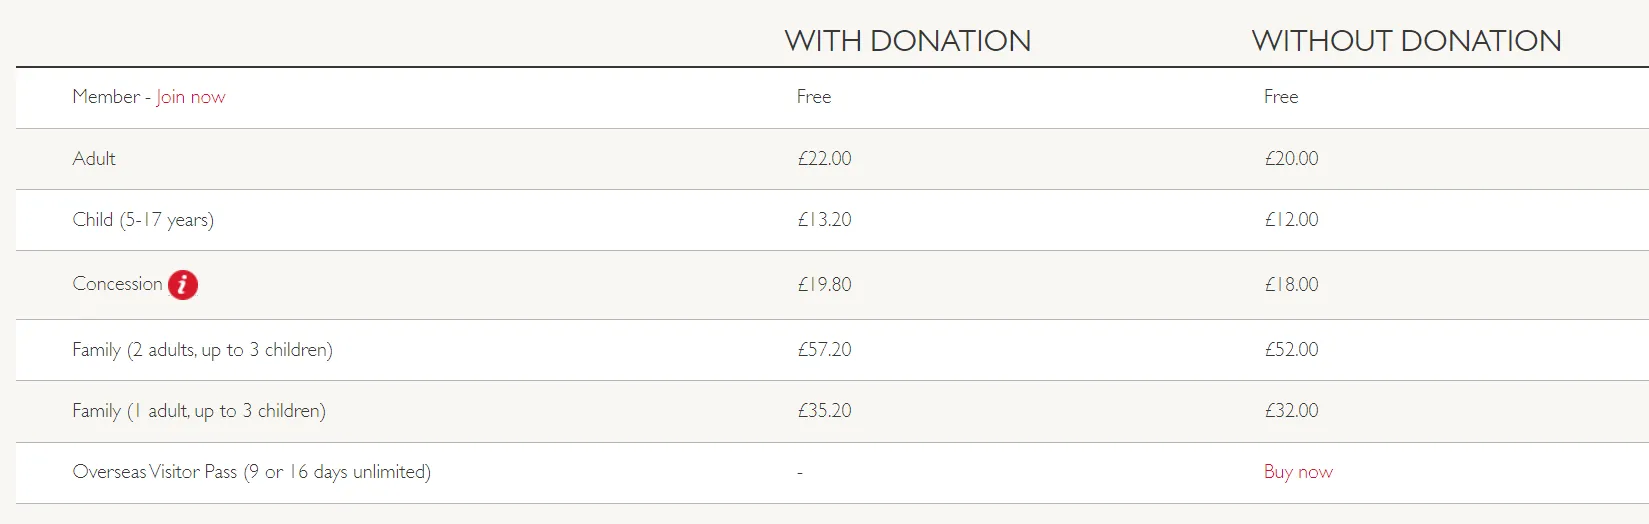 WITH DONATION WITHOUT DONATION
Member - Join now Free Free
Adult £22.00 £20.00
Child (5-17 years) £13.20 £12.00
Concession i £19.80 £18.00
Family (2 adults, up to 3 children) £57.20 £52.00
Family (1 adult, up to 3 children) £35.20 £32.00
Overseas Visitor Pass (9 or 16 days unlimited) - Buy now